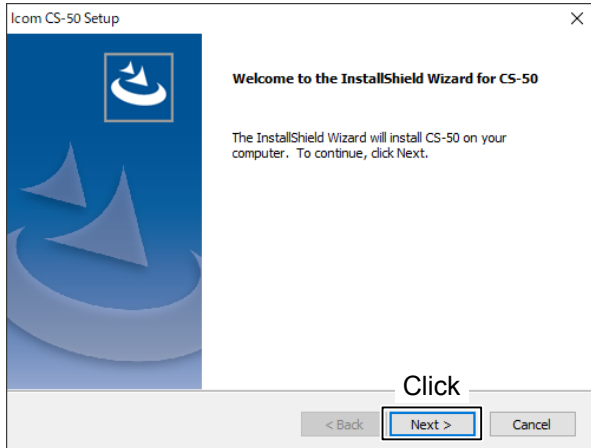 Icom CS-50 Setup
Welcome to the InstallShield Wizard for CS-50
The InstallShield Wizard will install CS-50 on your
computer. To continue, click Next.
Click
< Back
Next >
Cancel